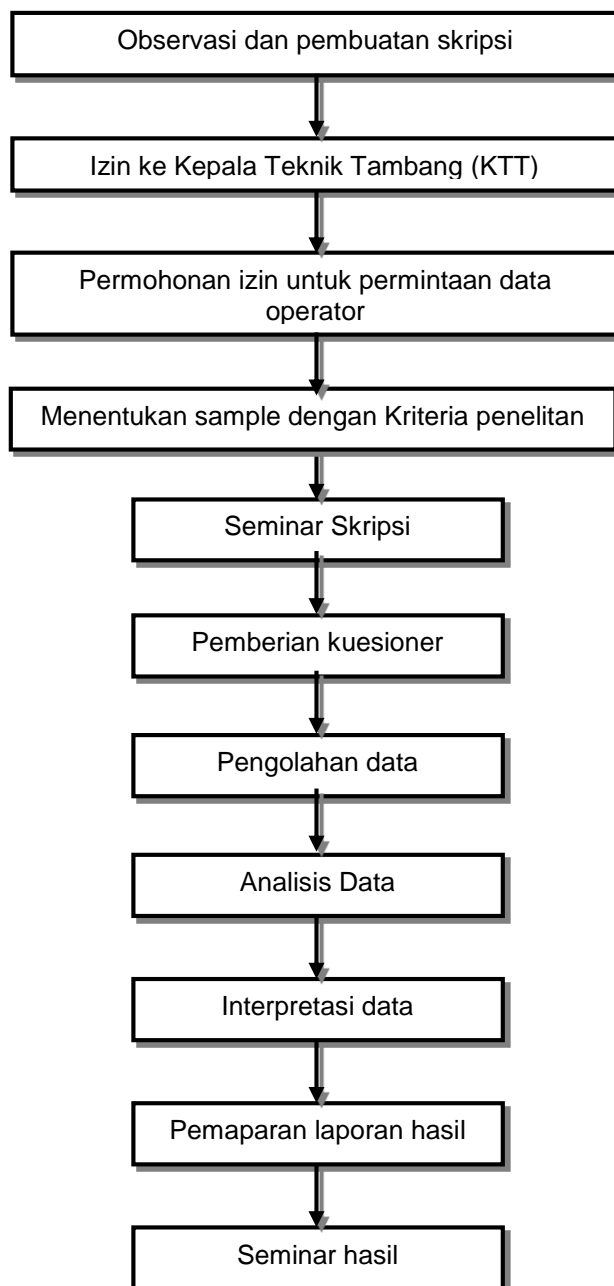 Observasi dan pembuatan skripsi
Izin ke Kepala Teknik Tambang (KTT)
Permohonan izin untuk permintaan data
operator
Menentukan sample dengan Kriteria penelitan
Seminar Skripsi
Pemberian kuesioner
Pengolahan data
Analisis Data
Interpretasi data
Pemaparan laporan hasil
Seminar hasil